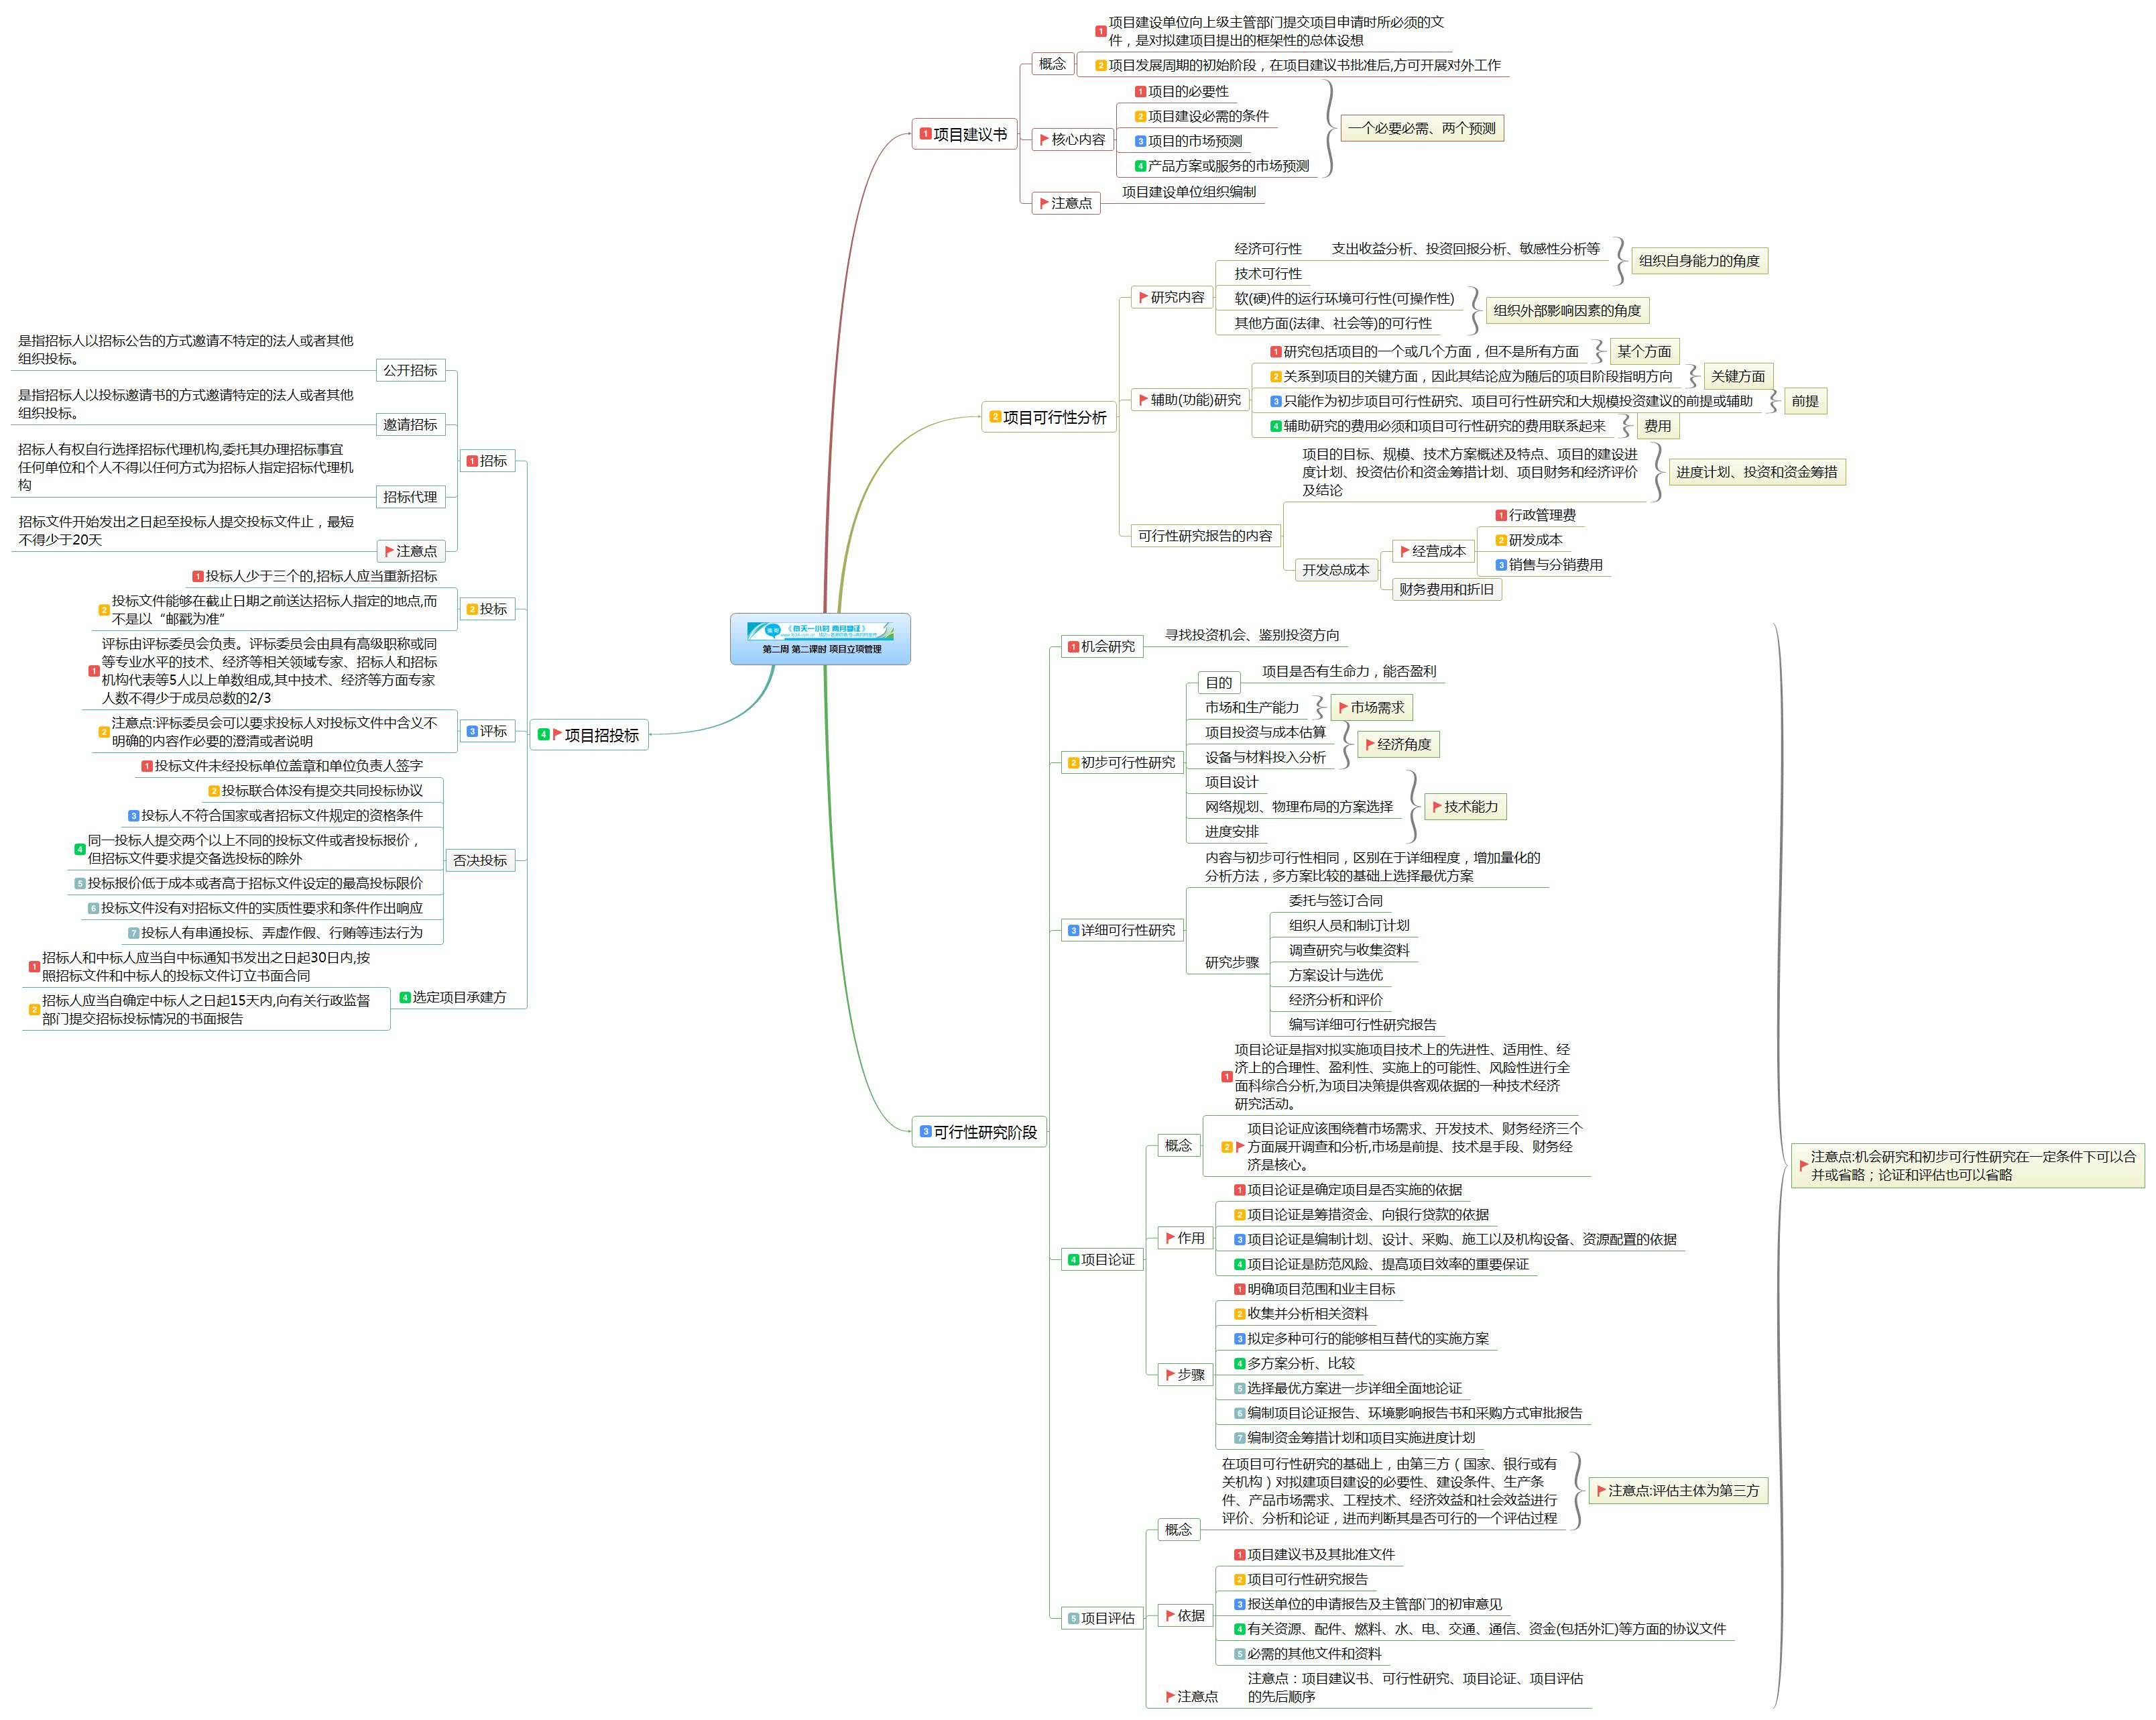 第二周 第二课时 项目立项管理
《每天一小时 两月拿证》
项目建议书
概念
项目建设单位向上级主管部门提交项目申请时所必须的文
件，是对拟建项目提出的框架性的总体设想
项目发展周期的初始阶段，在项目建议书批准后,方可开展对外工作
核心内容
项目的必要性
项目建设必需的条件
项目的市场预测
产品方案或服务的市场预测
一个必要必需、两个预测
注意点
项目建设单位组织编制
项目可行性分析
研究内容
经济可行性
支出收益分析、投资回报分析、敏感性分析等
技术可行性
组织自身能力的角度
软(硬)件的运行环境可行性(可操作性)
其他方面(法律、社会等)的可行性
组织外部影响因素的角度
辅助(功能)研究
1 研究包括项目的一个或几个方面，但不是所有方面
某个方面
2 关系到项目的关键方面，因此其结论应为随后的项目阶段指明方向
关键方面
3 只能作为初步项目可行性研究、项目可行性研究和大规模投资建议的前提或辅助
前提
4 辅助研究的费用必须和项目可行性研究的费用联系起来
费用
可行性研究报告的内容
项目的目标、规模、技术方案概述及特点、项目的建设进
度计划、投资估价和资金筹措计划、项目财务和经济评价
及结论
进度计划、投资和资金筹措
开发总成本
经营成本
1 行政管理费
2 研发成本
3 销售与分销费用
财务费用和折旧
3 可行性研究阶段
1 机会研究
寻找投资机会、鉴别投资方向
2 初步可行性研究
目的
项目是否有生命力，能否盈利
市场和生产能力
市场需求
项目投资与成本估算
设备与材料投入分析
经济角度
项目设计
网络规划、物理布局的方案选择
进度安排
技术能力
3 详细可行性研究
内容与初步可行性相同，区别在于详细程度，增加量化的
分析方法，多方案比较的基础上选择最优方案
研究步骤
委托与签订合同
组织人员和制订计划
调查研究与收集资料
方案设计与选优
经济分析和评价
编写详细可行性研究报告
4 项目论证
概念
1 项目论证是指对拟实施项目技术上的先进性、适用性、经
济上的合理性、盈利性、实施上的可能性、风险性进行全
面科综合分析,为项目决策提供客观依据的一种技术经济
研究活动。
2 项目论证应该围绕着市场需求、开发技术、财务经济三个
方面展开调查和分析,市场是前提、技术是手段、财务经
济是核心。
作用
1 项目论证是确定项目是否实施的依据
2 项目论证是筹措资金、向银行贷款的依据
3 项目论证是编制计划、设计、采购、施工以及机构设备、资源配置的依据
4 项目论证是防范风险、提高项目效率的重要保证
步骤
1 明确项目范围和业主目标
2 收集并分析相关资料
3 拟定多种可行的能够相互替代的实施方案
4 多方案分析、比较
5 选择最优方案进一步详细全面地论证
6 编制项目论证报告、环境影响报告书和采购方式审批报告
7 编制资金筹措计划和项目实施进度计划
5 项目评估
概念
在项目可行性研究的基础上，由第三方（国家、银行或有
关机构）对拟建项目建设的必要性、建设条件、生产条
件、产品市场需求、工程技术、经济效益和社会效益进行
评价、分析和论证，进而判断其是否可行的一个评估过程
注意点:评估主体为第三方
依据
1 项目建议书及其批准文件
2 项目可行性研究报告
3 报送单位的申请报告及主管部门的初审意见
4 有关资源、配件、燃料、水、电、交通、通信、资金(包括外汇)等方面的协议文件
5 必需的其他文件和资料
注意点
注意点：项目建议书、可行性研究、项目论证、项目评估
的先后顺序
注意点:机会研究和初步可行性研究在一定条件下可以合
并或省略；论证和评估也可以省略
4 项目招投标
1 招标
公开招标
是指招标人以招标公告的方式邀请不特定的法人或者其他
组织投标。
邀请招标
是指招标人以投标邀请书的方式邀请特定的法人或者其他
组织投标。
招标代理
招标人有权自行选择招标代理机构,委托其办理招标事宜
任何单位和个人不得以任何方式为招标人指定招标代理机
构
注意点
招标文件开始发出之日起至投标人提交投标文件止，最短
不得少于20天
2 投标
1 投标人少于三个的,招标人应当重新招标
2 投标文件能够在截止日期之前送达招标人指定的地点,而
不是以“邮戳为准”
3 评标
1 评标由评标委员会负责。评标委员会由具有高级职称或同
等专业水平的技术、经济等相关领域专家、招标人和招标
机构代表等5人以上单数组成,其中技术、经济等方面专家
人数不得少于成员总数的2/3
2 注意点:评标委员会可以要求投标人对投标文件中含义不
明确的内容作必要的澄清或者说明
否决投标
1 投标文件未经投标单位盖章和单位负责人签字
2 投标联合体没有提交共同投标协议
3 投标人不符合国家或者招标文件规定的资格条件
4 同一投标人提交两个以上不同的投标文件或者投标报价，
但招标文件要求提交备选投标的除外
5 投标报价低于成本或者高于招标文件设定的最高投标限价
6 投标文件没有对招标文件的实质性要求和条件作出响应
7 投标人有串通投标、弄虚作假、行贿等违法行为
4 选定项目承建方
1 招标人和中标人应当自中标通知书发出之日起30日内,按
照招标文件和中标人的投标文件订立书面合同
2 招标人应当自确定中标人之日起15天内,向有关行政监督
部门提交招标投标情况的书面报告